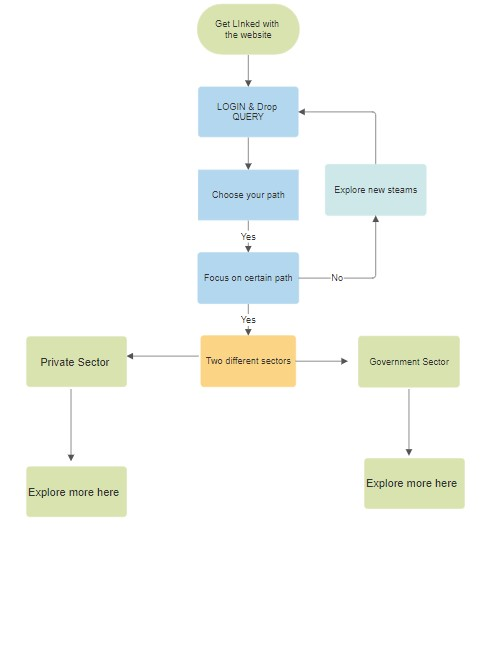 Get LInked with
the website
LOGIN & Drop
QUERY
Choose your path
Explore new steams
Yes
Focus on certain path
No
Yes
Private Sector
Two different sectors
Government Sector
Explore more here
Explore more here